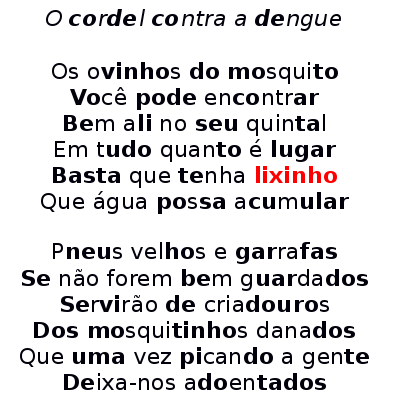 O cordel contra a dengue
Os ovinhos do mosquito
Você pode encontrar
Bem ali no seu quintal
Em tudo quanto é lugar
Basta que tenha lixinho
Que água possa acumular
Pneus velhos e garrafas
Se não forem bem guardados
Servirão de criadouros
Dos mosquitinhos danados
Que uma vez picando a gente
Deixa-nos adoentados